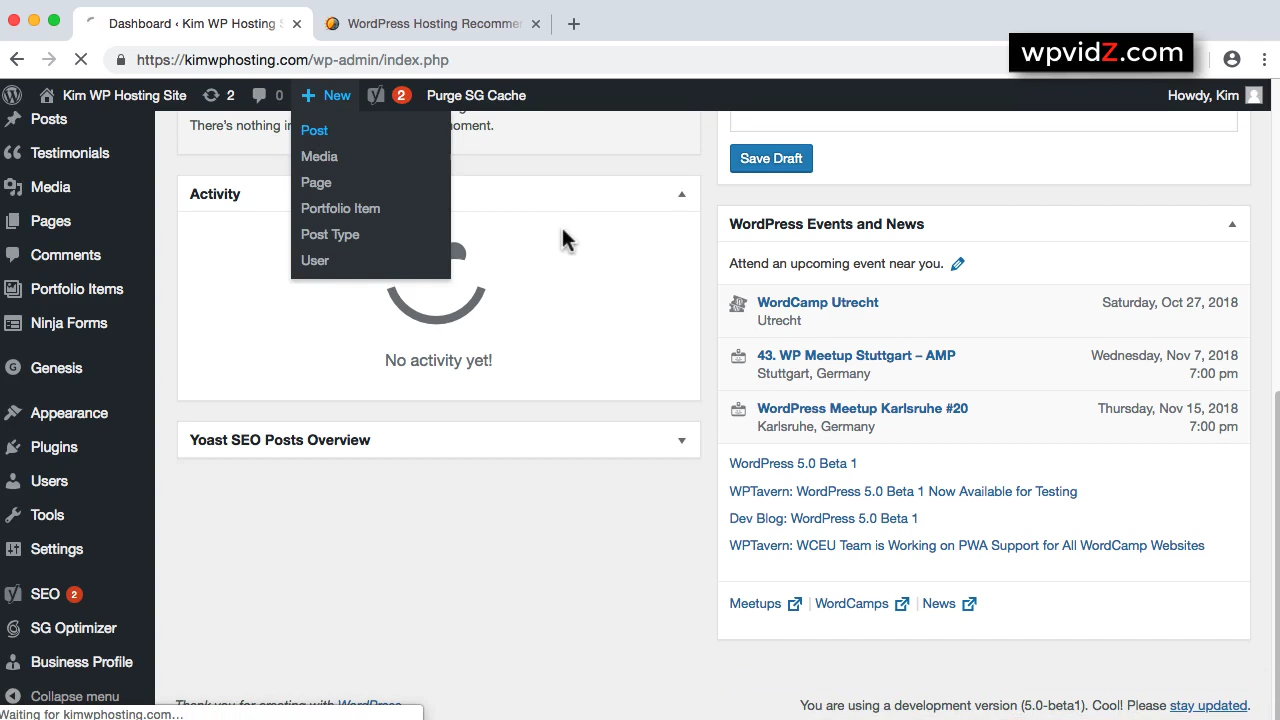 Dashboard ‹ Kim WP Hosting
WordPress Hosting Recomme
https://kimwphosting.com/wp-admin/index.php
wpvidZ.com
Kim WP Hosting Site
2
0
+ New
2
Purge SG Cache
Howdy, Kim
Posts
Testimonials
Media
Pages
Comments
Portfolio Items
Ninja Forms
Genesis
Appearance
Plugins
Users
Tools
Settings
SEO 2
SG Optimizer
Business Profile
Collapse menu
Waiting for kimwphosting.com...
Post
Media
Page
Portfolio Item
Post Type
User
There's nothing
Activity
No activity yet!
Yoast SEO Posts Overview
Thank you for creating with WordPress
Save Draft
WordPress Events and News
Attend an upcoming event near you.
WordCamp Utrecht Saturday, Oct 27, 2018
Utrecht
43. WP Meetup Stuttgart – AMP Wednesday, Nov 7, 2018
Stuttgart, Germany 7:00 pm
WordPress Meetup Karlsruhe #20 Thursday, Nov 15, 2018
Karlsruhe, Germany 7:00 pm
WordPress 5.0 Beta 1
WPTavern: WordPress 5.0 Beta 1 Now Available for Testing
Dev Blog: WordPress 5.0 Beta 1
WPTavern: WCEU Team is Working on PWA Support for All WordCamp Websites
Meetups | WordCamps | News
You are using a development version (5.0-beta1). Cool! Please stay updated.